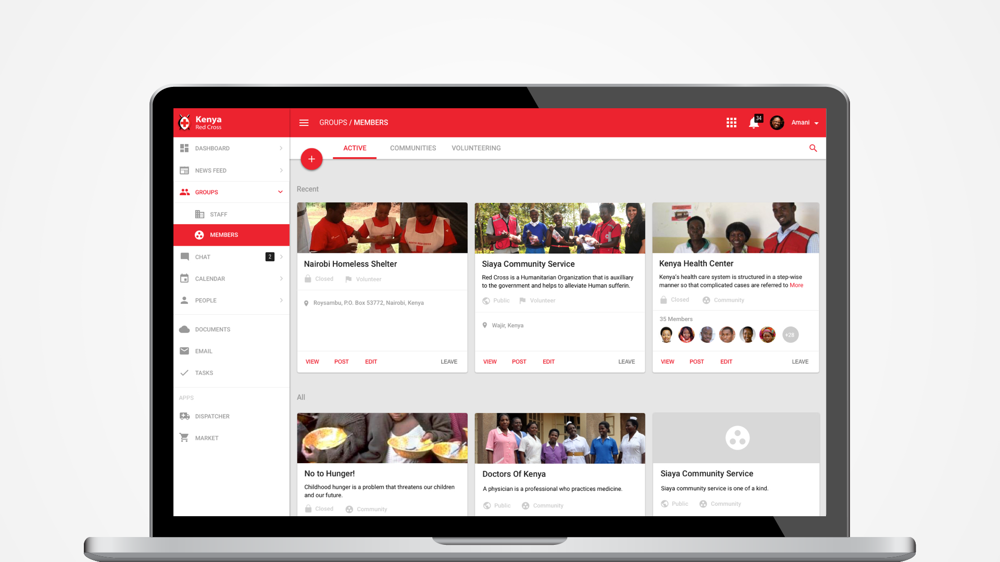 Kenya
Red Cross
GROUPS / MEMBERS
34
Amani
DASHBOARD
NEWS FEED
GROUPS
STAFF
MEMBERS
CHAT
2
CALENDAR
PEOPLE
DOCUMENTS
EMAIL
TASKS
APPS
DISPATCHER
MARKET
ACTIVE
COMMUNITIES
VOLUNTEERING
+
Recent
KENYA RED CROSS
Nairobi Homeless Shelter
Closed
Volunteer
Roysambu, P.O. Box 53772, Nairobi, Kenya
VIEW
POST
EDIT
LEAVE
Siaya Community Service
Red Cross is a Humanitarian Organization that is auxilliary
to the government and helps to alleviate Human sufferin.
Public
Volunteer
Wajir, Kenya
VIEW
POST
EDIT
LEAVE
Kenya Health Center
Kenya's health care system is structured in a step-wise
manner so that complicated cases are referred to More
Closed
Community
35 Members
+28
VIEW
POST
EDIT
LEAVE
All
No to Hunger!
Childhood hunger is a problem that threatens our children
and our future.
Closed
Community
Doctors Of Kenya
A physician is a professional who practices medicine.
Public
Community
Siaya Community Service
Siaya community service is one of a kind.
Public
Community